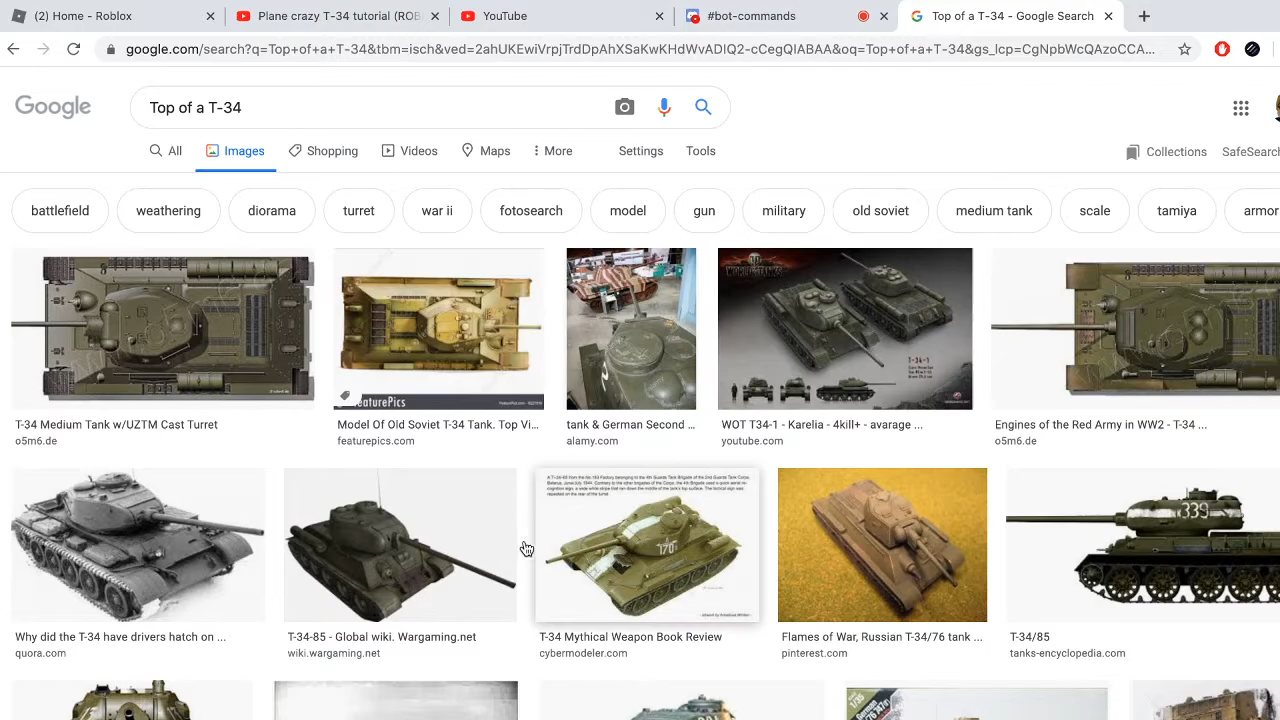 (2) Home - Roblox
Plane crazy T-34 tutorial (ROB
YouTube
#bot-commands
Top of a T-34 - Google Search
google.com/search?q=Top+of+a+T-34&tbm=isch&ved=2ahUKEwiVrpjTrdDpAhXSaKwKHdWvADIQ2-cCegQIABAA&oq=Top+of+a+T-34&gs_lcp=CgNpbWcQAzoCCA...
Google
Top of a T-34
All
Images
Shopping
Videos
Maps
More
Settings
Tools
Collections
SafeSearch
battlefield
weathering
diorama
turret
war ii
fotosearch
model
gun
military
old soviet
medium tank
scale
tamiya
armor
FeaturePics
T-34-1
T-34 Medium Tank w/UZTM Cast Turret
o5m6.de
Model Of Old Soviet T-34 Tank. Top Vi...
featurepics.com
tank & German Second ...
alamy.com
WOT T34-1 - Karelia - 4kill+ - avarage ...
youtube.com
Engines of the Red Army in WW2 - T-34 ...
o5m6.de
170
339
Why did the T-34 have drivers hatch on ...
quora.com
T-34-85 - Global wiki. Wargaming.net
wiki.wargaming.net
T-34 Mythical Weapon Book Review
cybermodeler.com
Flames of War, Russian T-34/76 tank ...
pinterest.com
T-34/85
tanks-encyclopedia.com